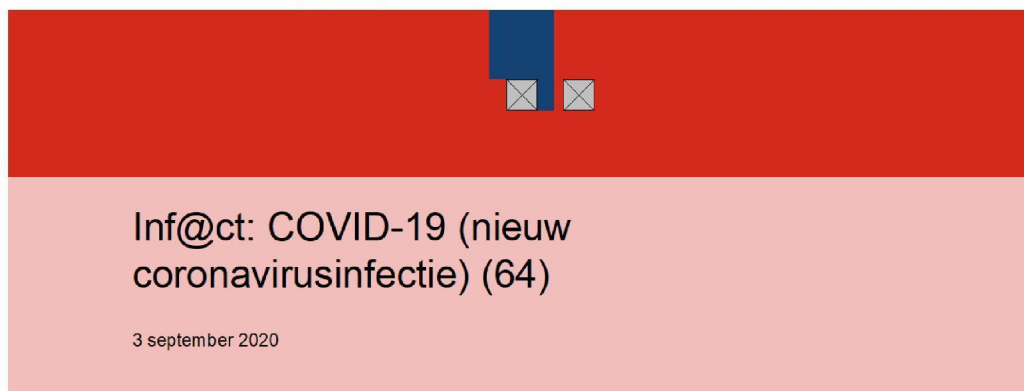 Inf@ct: COVID-19 (nieuw
coronavirusinfectie) (64)
3 september 2020